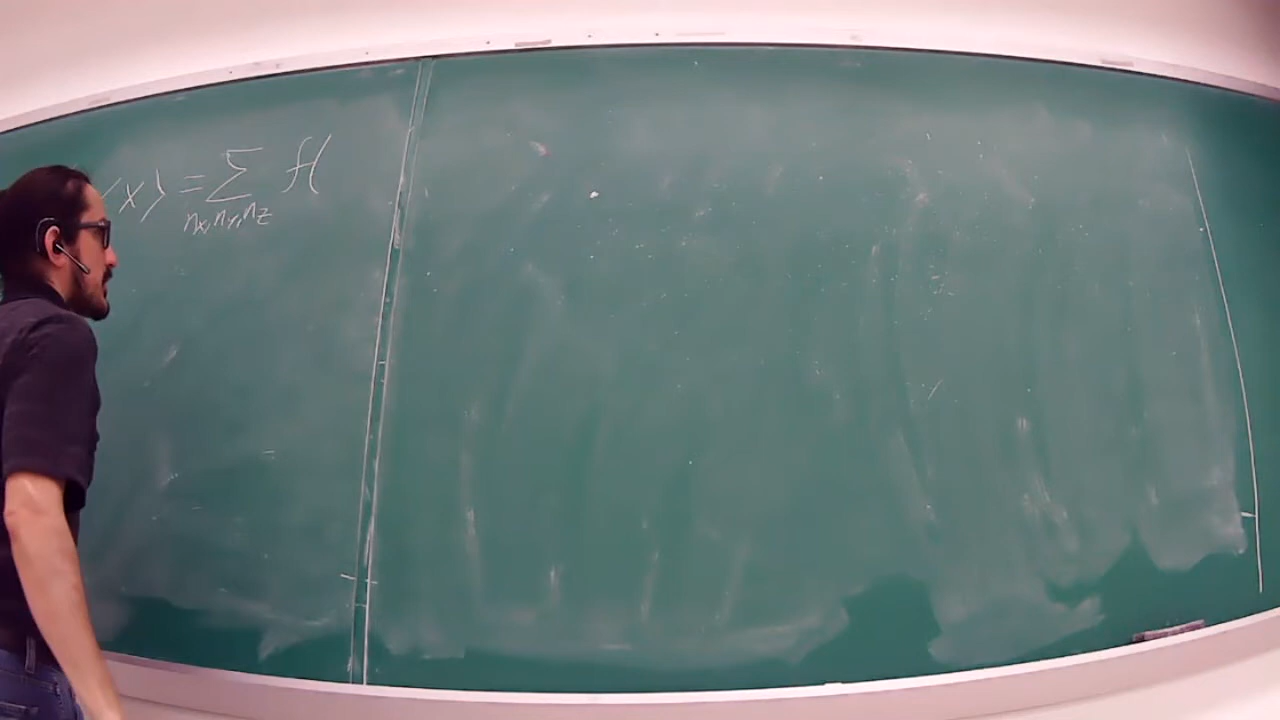 ⟨x⟩ = Σ f(
nx,ny,nz